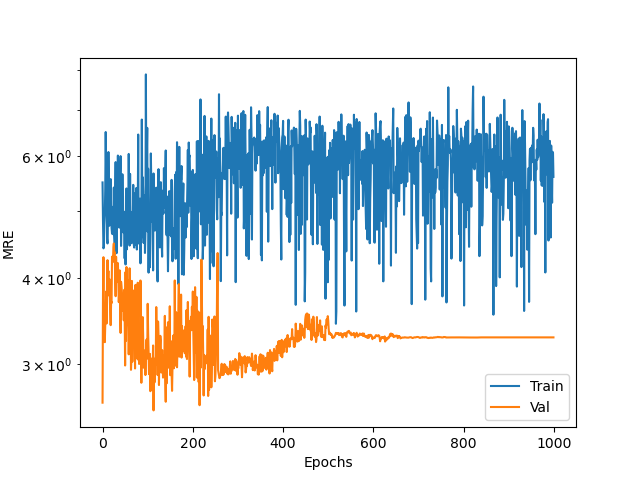 MRE
6 × 10⁰
4 × 10⁰
3 × 10⁰
0 200 400 600 800 1000
Epochs
Train
Val